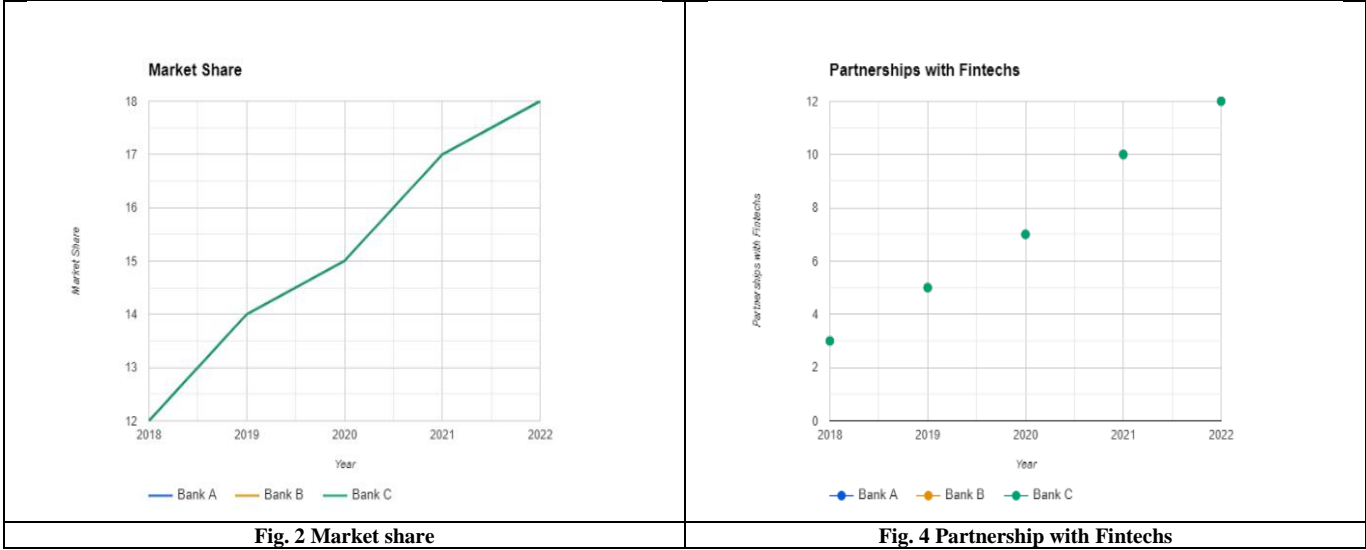 Market Share
18
17
16
15
14
13
12
Market Share
2018 2019 2020 2021 2022
Year
Bank A Bank B Bank C
Fig. 2 Market share
Partnerships with Fintechs
12
10
8
6
4
2
0
Partnerships with Fintechs
2018 2019 2020 2021 2022
Year
Bank A Bank B Bank C
Fig. 4 Partnership with Fintechs